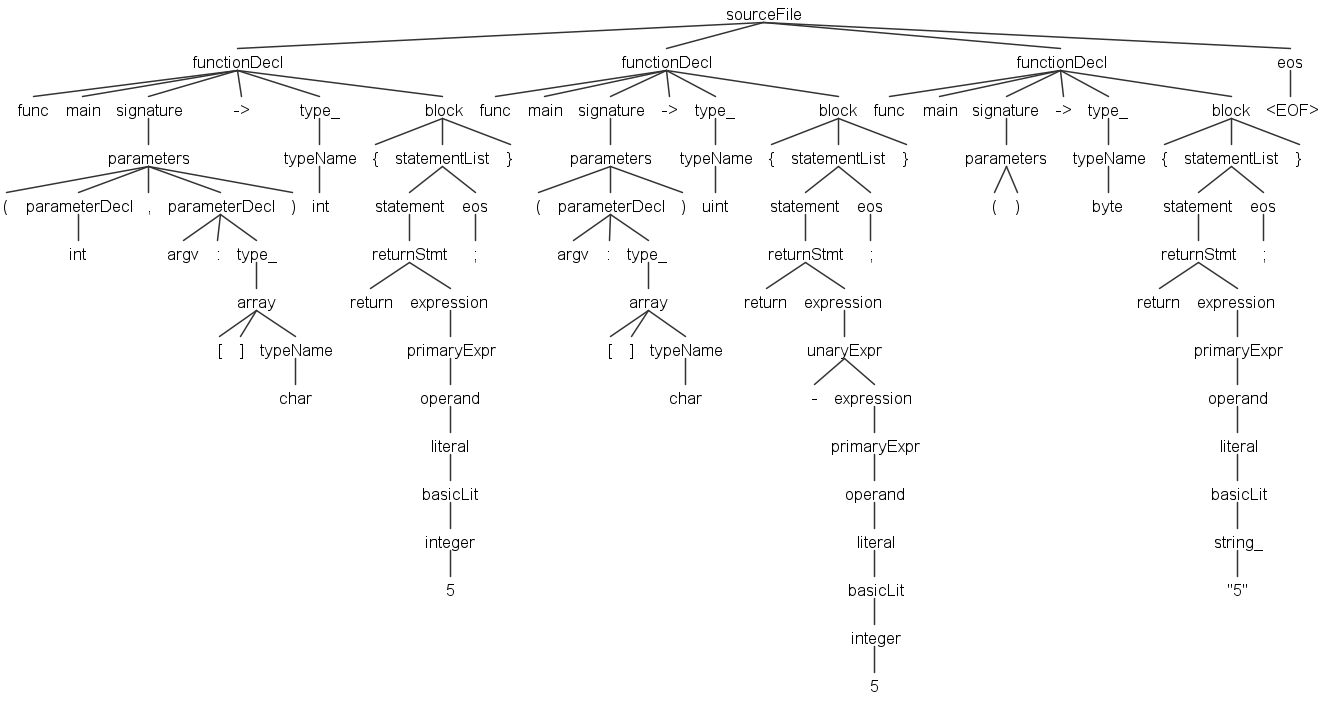 sourceFile
functionDecl functionDecl functionDecl eos
func main signature -> type_ block func main signature -> type_ block func main signature -> type_ block <EOF>
parameters typeName { statementList } parameters typeName { statementList } parameters typeName { statementList }
( parameterDecl , parameterDecl ) int statement eos ( parameterDecl ) uint statement eos ( ) byte statement eos
int argv : type_ returnStmt ; argv : type_ returnStmt ; returnStmt ;
array return expression array return expression return expression
[ ] typeName primaryExpr [ ] typeName unaryExpr primaryExpr
char operand char - expression operand
literal primaryExpr literal
basicLit operand basicLit
integer literal string_
5 basicLit "5"
integer
5